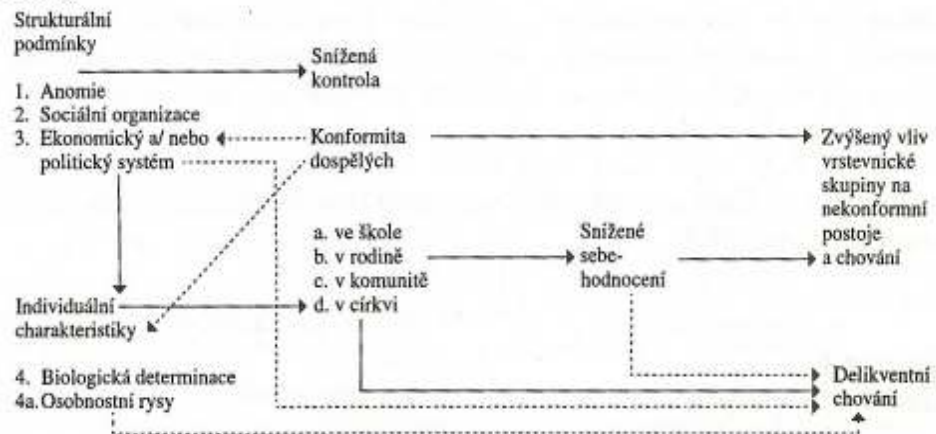 Strukturální
podmínky
Snížená
kontrola
1. Anomie
2. Sociální organizace
3. Ekonomický a/ nebo
politický systém
Konformita
dospělých
Zvýšený vliv
vrstevnické
skupiny na
nekonformní
postoje
a chování
a. ve škole
b. v rodině
c. v komunitě
d. v církvi
Snížené
sebe-
hodnocení
Individuální
charakteristiky
4. Biologická determinace
4a. Osobnostní rysy
Delikventní
chování